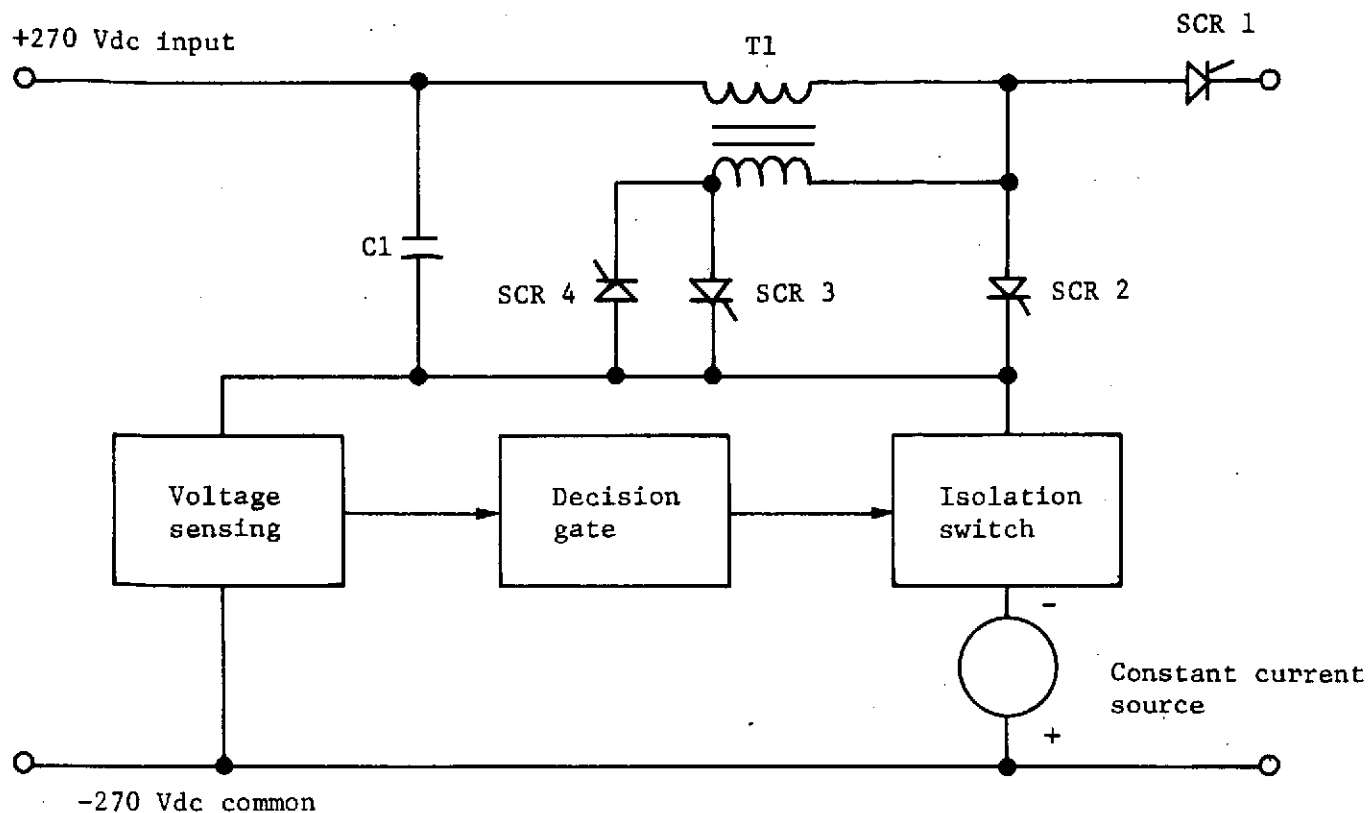 SCR 1
+270 Vdc input
T1
C1
SCR 4
SCR 3
SCR 2
Voltage
sensing
Decision
gate
Isolation
switch
-
Constant current
source
+
-270 Vdc common